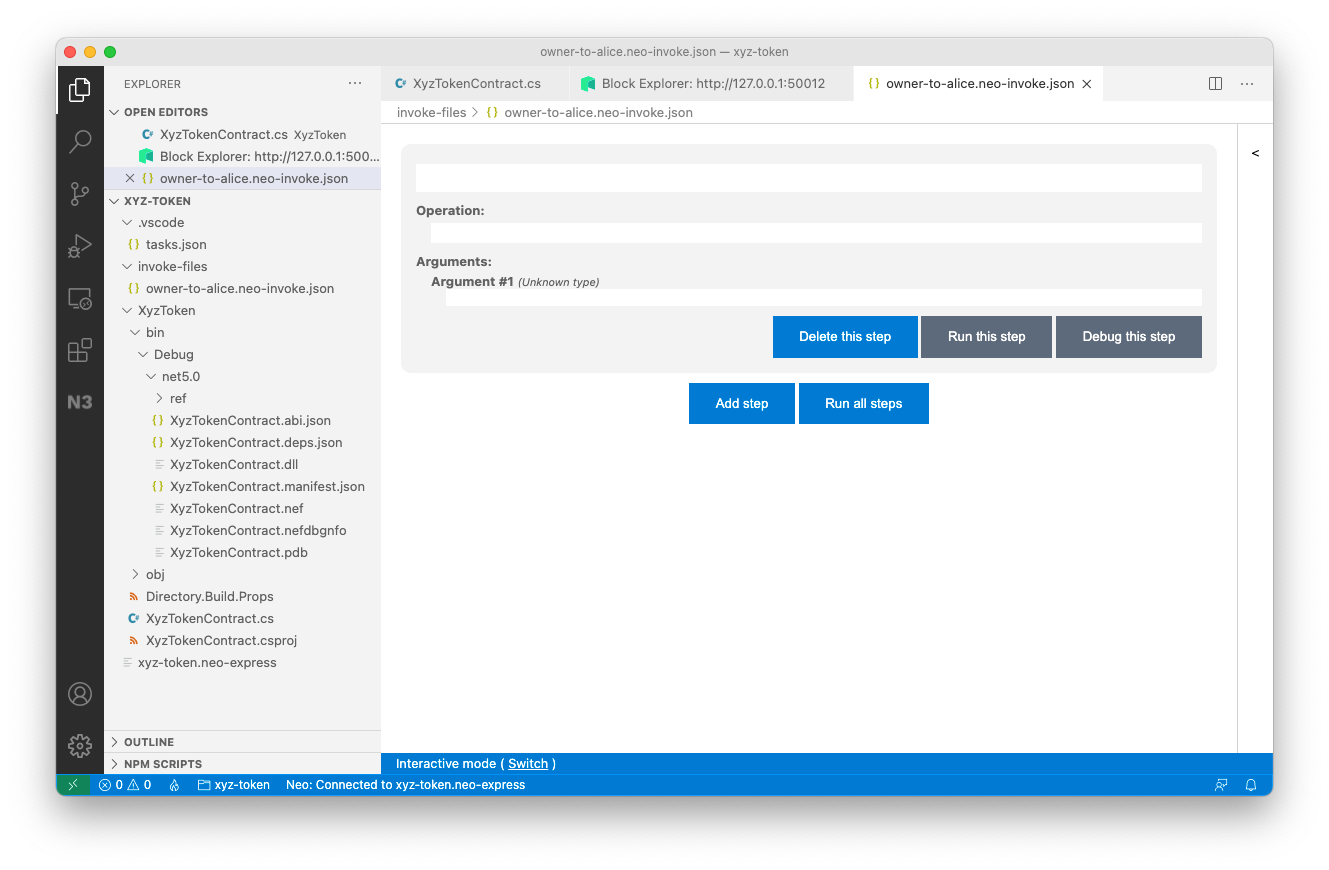 owner-to-alice.neo-invoke.json — xyz-token
EXPLORER ···
OPEN EDITORS
XyzTokenContract.cs XyzToken
Block Explorer: http://127.0.0.1:500...
owner-to-alice.neo-invoke.json
XYZ-TOKEN
.vscode
{} tasks.json
invoke-files
{} owner-to-alice.neo-invoke.json
XyzToken
bin
Debug
net5.0
ref
{} XyzTokenContract.abi.json
{} XyzTokenContract.deps.json
XyzTokenContract.dll
{} XyzTokenContract.manifest.json
XyzTokenContract.nef
XyzTokenContract.nefdbgnfo
XyzTokenContract.pdb
obj
Directory.Build.Props
C# XyzTokenContract.cs
XyzTokenContract.csproj
xyz-token.neo-express
OUTLINE
NPM SCRIPTS
N3
C# XyzTokenContract.cs
Block Explorer: http://127.0.0.1:50012
{} owner-to-alice.neo-invoke.json
invoke-files > {} owner-to-alice.neo-invoke.json
<
Operation:
Arguments:
Argument #1 (Unknown type)
Delete this step Run this step Debug this step
Add step Run all steps
Interactive mode ( Switch )
0 0 xyz-token Neo: Connected to xyz-token.neo-express